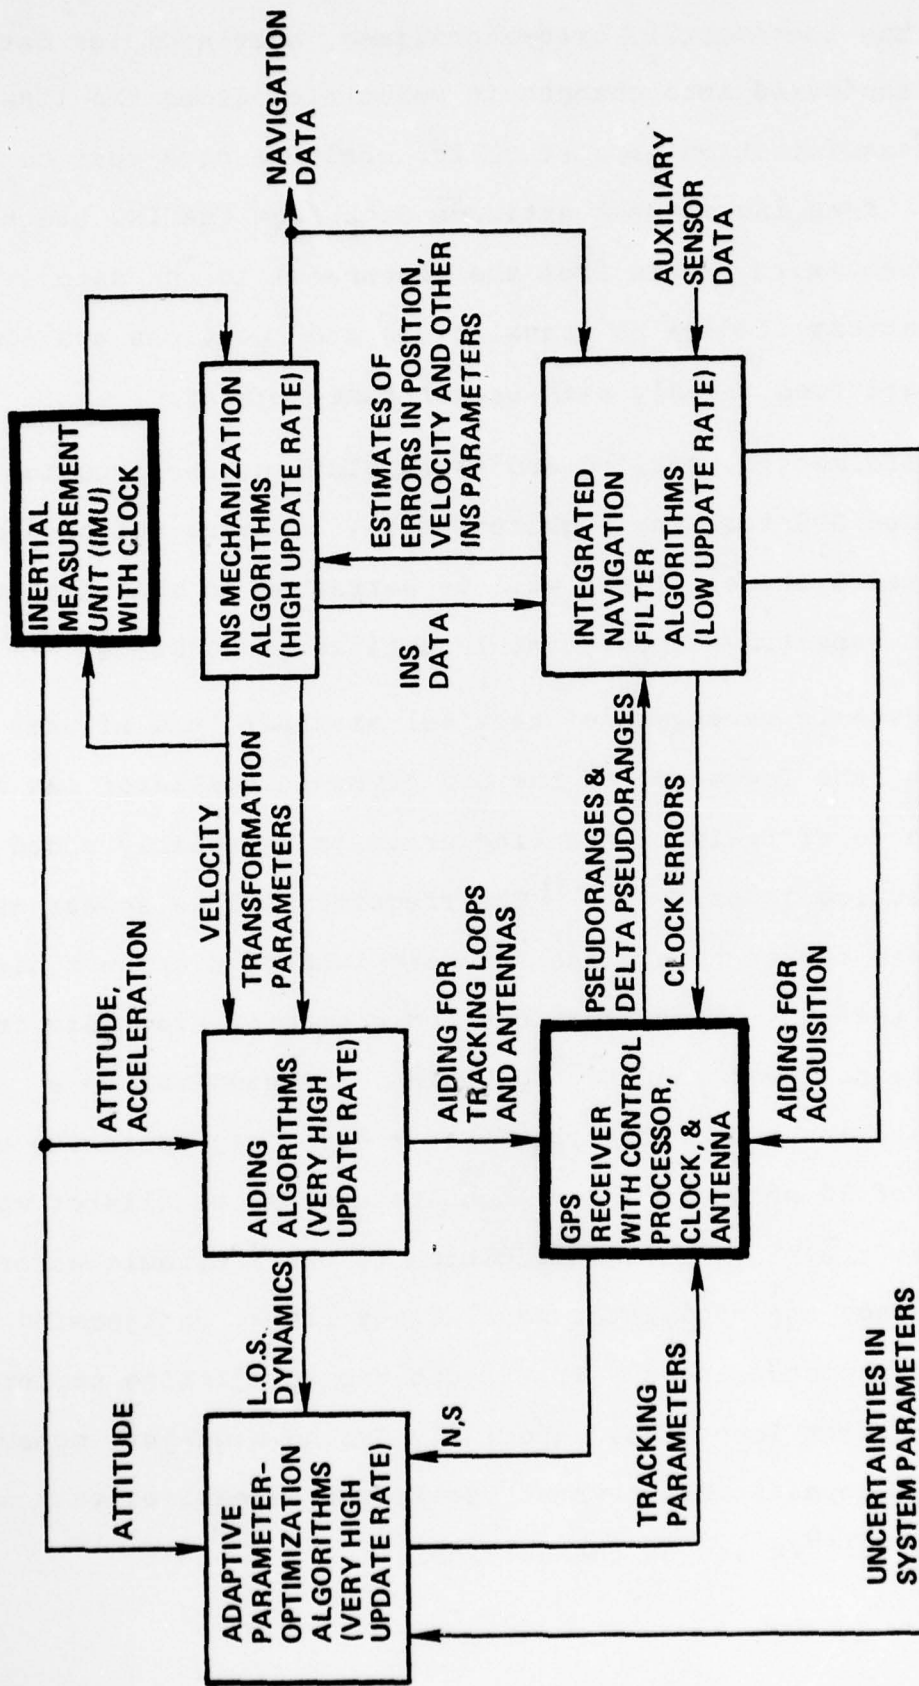 INERTIAL
MEASUREMENT
UNIT (IMU)
WITH CLOCK
ATTITUDE
ATTITUDE,
ACCELERATION
VELOCITY
TRANSFORMATION
PARAMETERS
NAVIGATION
DATA
ADAPTIVE
PARAMETER-
OPTIMIZATION
ALGORITHMS
(VERY HIGH
UPDATE RATE)
L.O.S.
DYNAMICS
AIDING
ALGORITHMS
(VERY HIGH
UPDATE RATE)
INS MECHANIZATION
ALGORITHMS
(HIGH UPDATE RATE)
N,S
AIDING FOR
TRACKING LOOPS
AND ANTENNAS
INS
DATA
ESTIMATES OF
ERRORS IN POSITION,
VELOCITY AND OTHER
INS PARAMETERS
TRACKING
PARAMETERS
GPS
RECEIVER
WITH CONTROL
PROCESSOR,
CLOCK, &
ANTENNA
PSEUDORANGES &
DELTA PSEUDORANGES
CLOCK ERRORS
INTEGRATED
NAVIGATION
FILTER
ALGORITHMS
(LOW UPDATE RATE)
AUXILIARY
SENSOR
DATA
AIDING FOR
ACQUISITION
UNCERTAINTIES IN
SYSTEM PARAMETERS